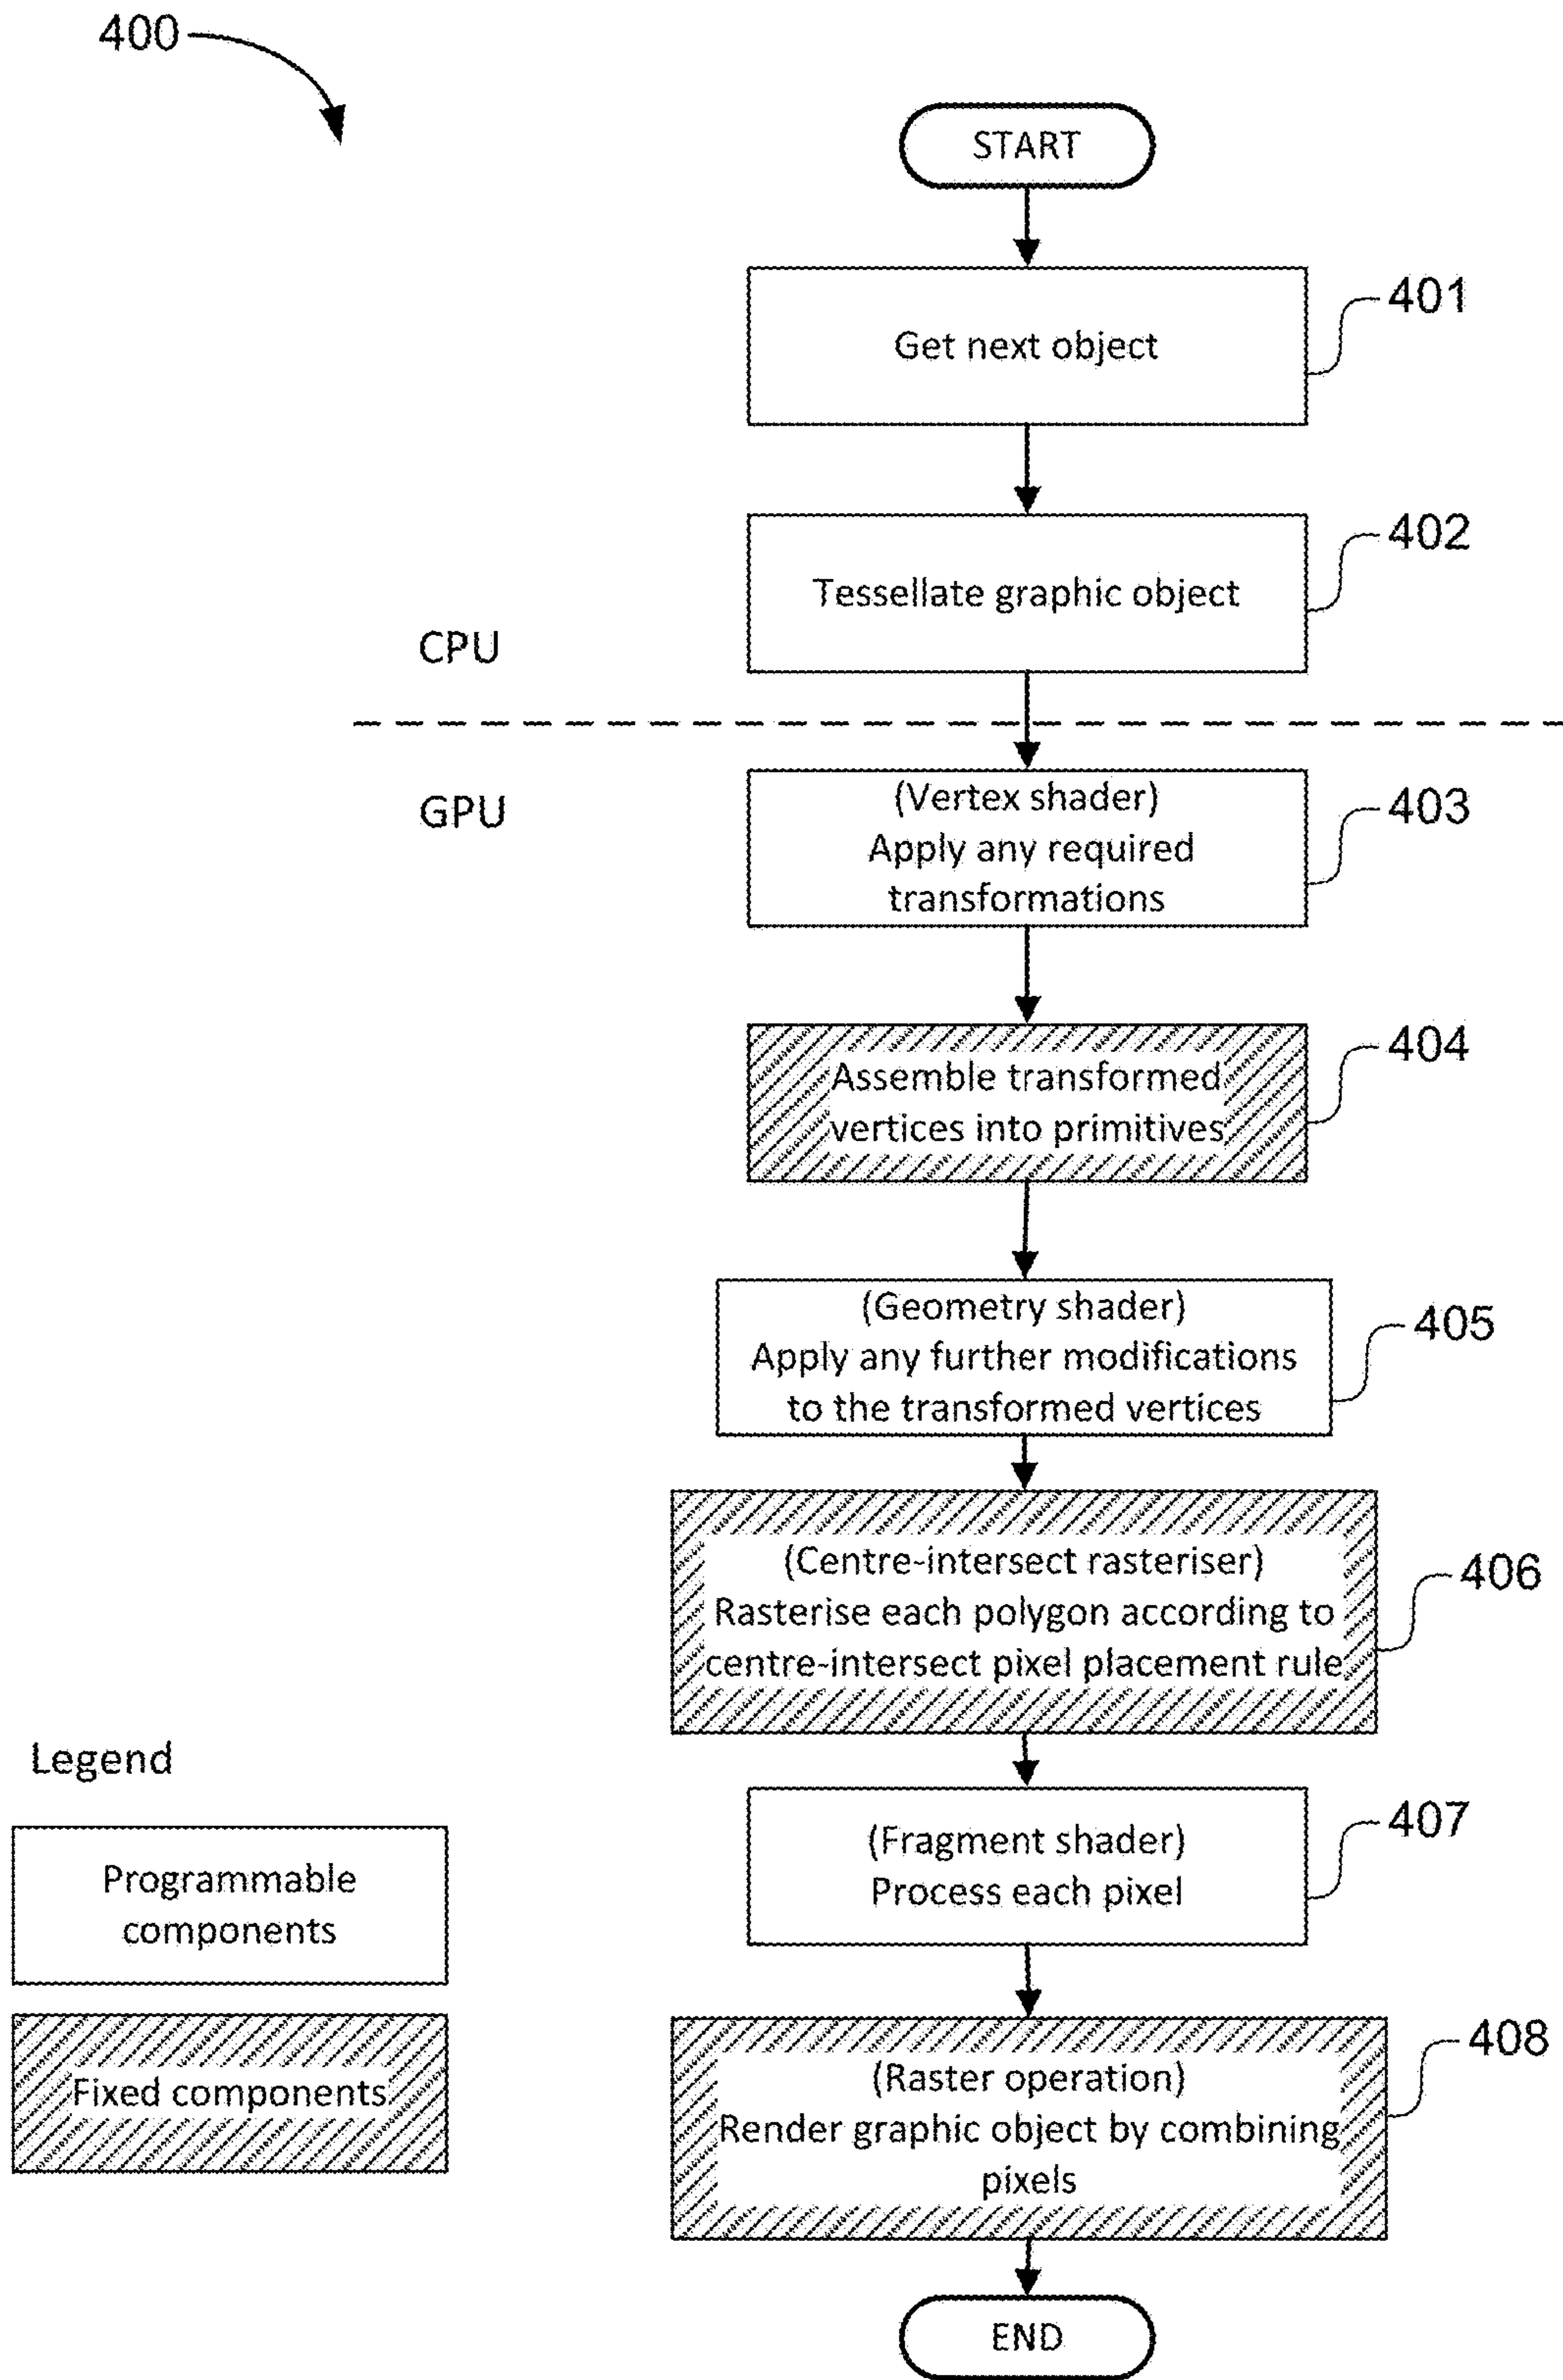 400
START
Get next object
401
Tessellate graphic object
402
CPU
GPU
(Vertex shader)
Apply any required
transformations
403
Assemble transformed
vertices into primitives
404
(Geometry shader)
Apply any further modifications
to the transformed vertices
405
(Centre-intersect rasteriser)
Rasterise each polygon according to
centre-intersect pixel placement rule
406
(Fragment shader)
Process each pixel
407
(Raster operation)
Render graphic object by combining
pixels
408
END
Legend
Programmable
components
Fixed components